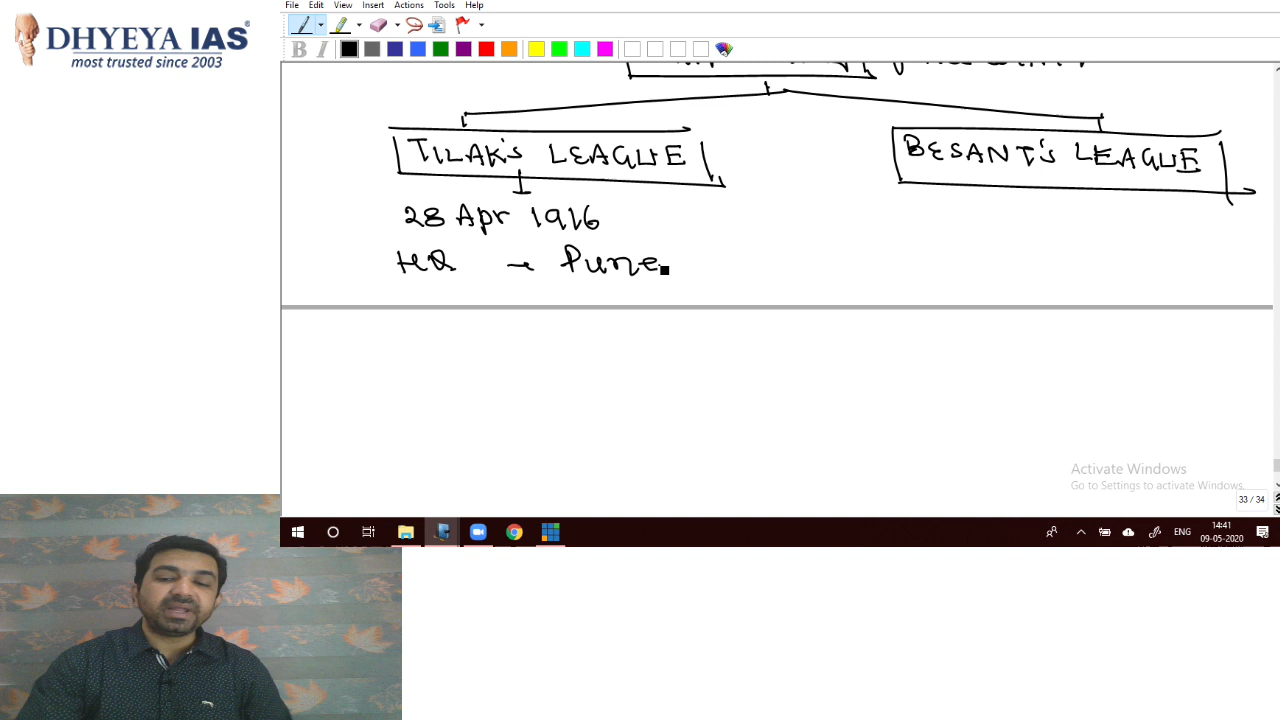 DHYEYA IAS
most trusted since 2003
File Edit View Insert Actions Tools Help
B I
TILAK'S LEAGUE
BESANT'S LEAGUE
28 Apr 1916
HQ → Pune
Activate Windows
Go to Settings to activate Windows.
33 / 34
ENG
14:41
09-05-2020